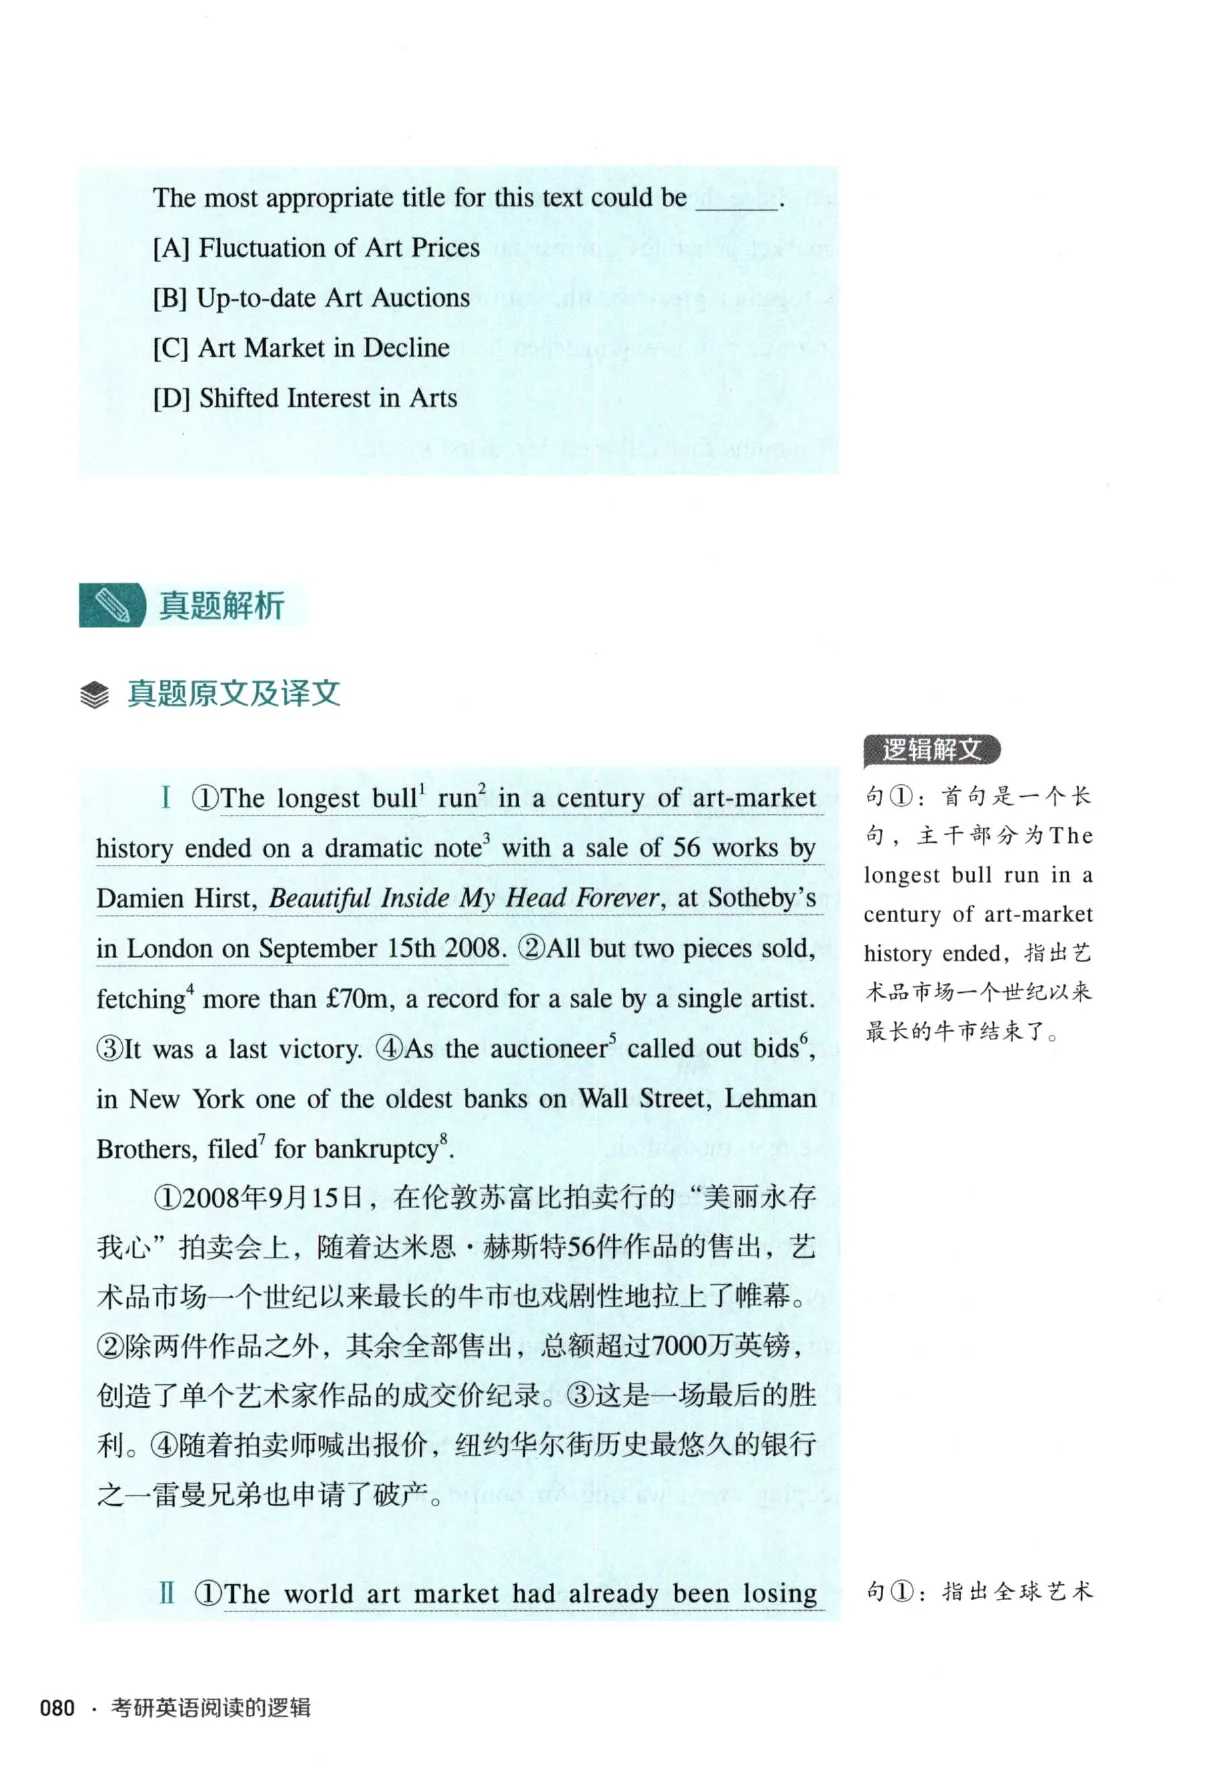 The most appropriate title for this text could be ______.
[A] Fluctuation of Art Prices
[B] Up-to-date Art Auctions
[C] Art Market in Decline
[D] Shifted Interest in Arts
真题解析
真题原文及译文
Ⅰ ①The longest bull¹ run² in a century of art-market
history ended on a dramatic note³ with a sale of 56 works by
Damien Hirst, Beautiful Inside My Head Forever, at Sotheby's
in London on September 15th 2008. ②All but two pieces sold,
fetching⁴ more than £70m, a record for a sale by a single artist.
③It was a last victory. ④As the auctioneer⁵ called out bids⁶,
in New York one of the oldest banks on Wall Street, Lehman
Brothers, filed⁷ for bankruptcy⁸.
①2008年9月15日，在伦敦苏富比拍卖行的“美丽永存
我心”拍卖会上，随着达米恩·赫斯特56件作品的售出，艺
术品市场一个世纪以来最长的牛市也戏剧性地拉上了帷幕。
②除两件作品之外，其余全部售出，总额超过7000万英镑，
创造了单个艺术家作品的成交价纪录。③这是一场最后的胜
利。④随着拍卖师喊出报价，纽约华尔街历史最悠久的银行
之一雷曼兄弟也申请了破产。
Ⅱ ①The world art market had already been losing
逻辑解文
句①：首句是一个长
句，主干部分为The
longest bull run in a
century of art-market
history ended，指出艺
术品市场一个世纪以来
最长的牛市结束了。
句①：指出全球艺术
080 · 考研英语阅读的逻辑